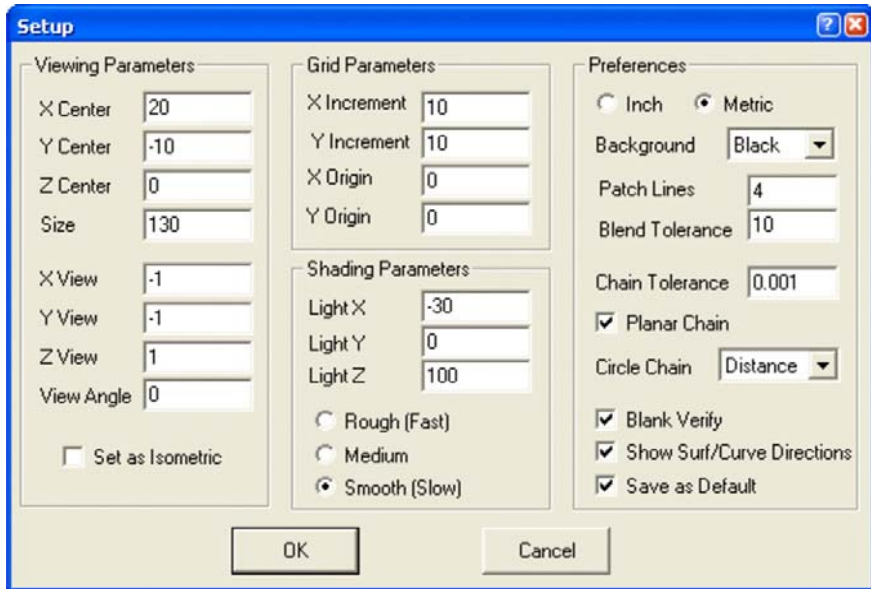 Setup
Viewing Parameters
X Center 20
Y Center -10
Z Center 0
Size 130
X View -1
Y View -1
Z View 1
View Angle 0
Set as Isometric
Grid Parameters
X Increment 10
Y Increment 10
X Origin 0
Y Origin 0
Shading Parameters
Light X -30
Light Y 0
Light Z 100
Rough (Fast)
Medium
Smooth (Slow)
Preferences
Inch Metric
Background Black
Patch Lines 4
Blend Tolerance 10
Chain Tolerance 0.001
Planar Chain
Circle Chain Distance
Blank Verify
Show Surf/Curve Directions
Save as Default
OK Cancel